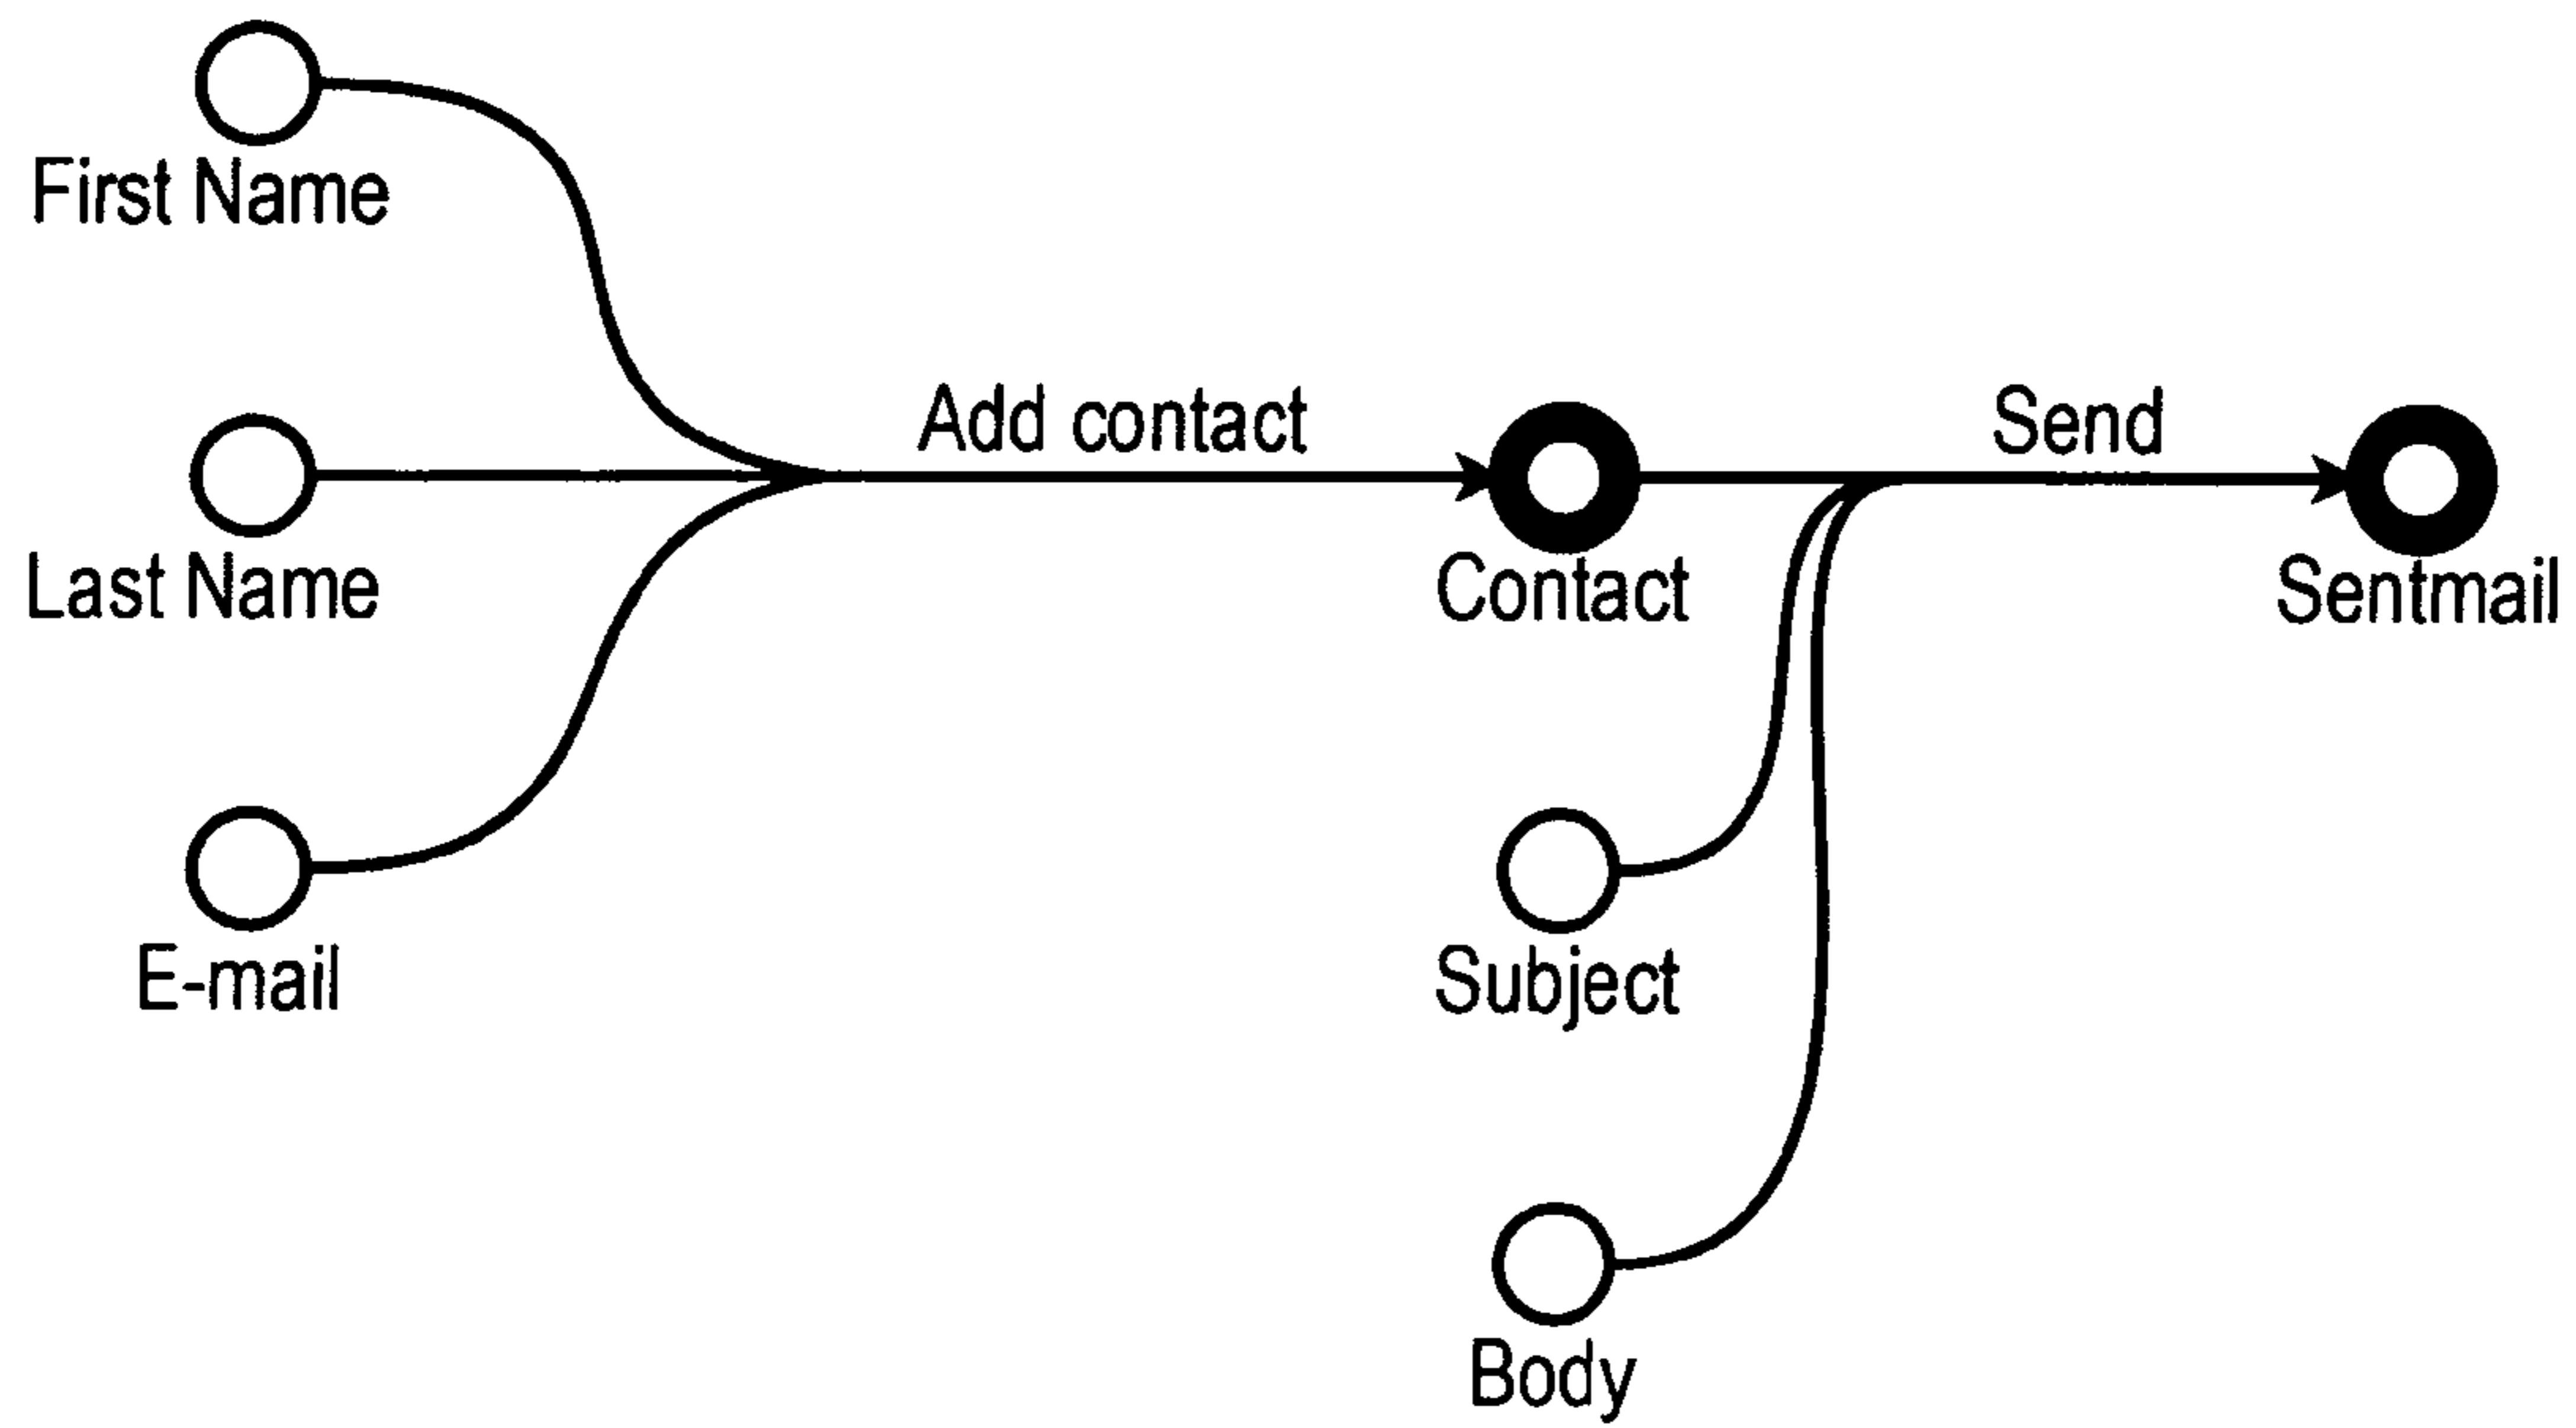 First Name
Last Name
E-mail
Add contact
Contact
Subject
Body
Send
Sentmail